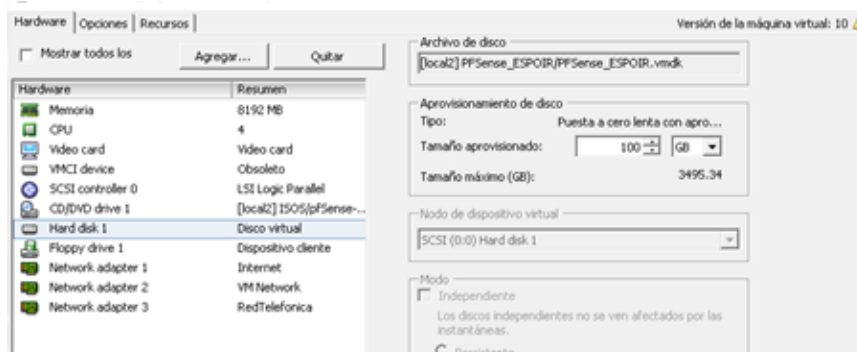 Hardware Opciones Recursos Versión de la máquina virtual: 10
Mostrar todos los Agregar... Quitar
Hardware Resumen
Memoria 8192 MB
CPU 4
Video card Video card
VMCI device Obsoleto
SCSI controller 0 LSI Logic Parallel
CD/DVD drive 1 [local2] ISOS/pfSense-...
Hard disk 1 Disco virtual
Floppy drive 1 Dispositivo cliente
Network adapter 1 Internet
Network adapter 2 VM Network
Network adapter 3 RedTelefonica
Archivo de disco
[local2] PFSense_ESPOIR/PFSense_ESPOIR.vmdk
Aprovisionamiento de disco
Tipo: Puesta a cero lenta con apro...
Tamaño aprovisionado: 100 GB
Tamaño máximo (GB): 3495.34
Nodo de dispositivo virtual
SCSI (0:0) Hard disk 1
Modo
Independiente
Los discos independientes no se ven afectados por las
instantáneas.